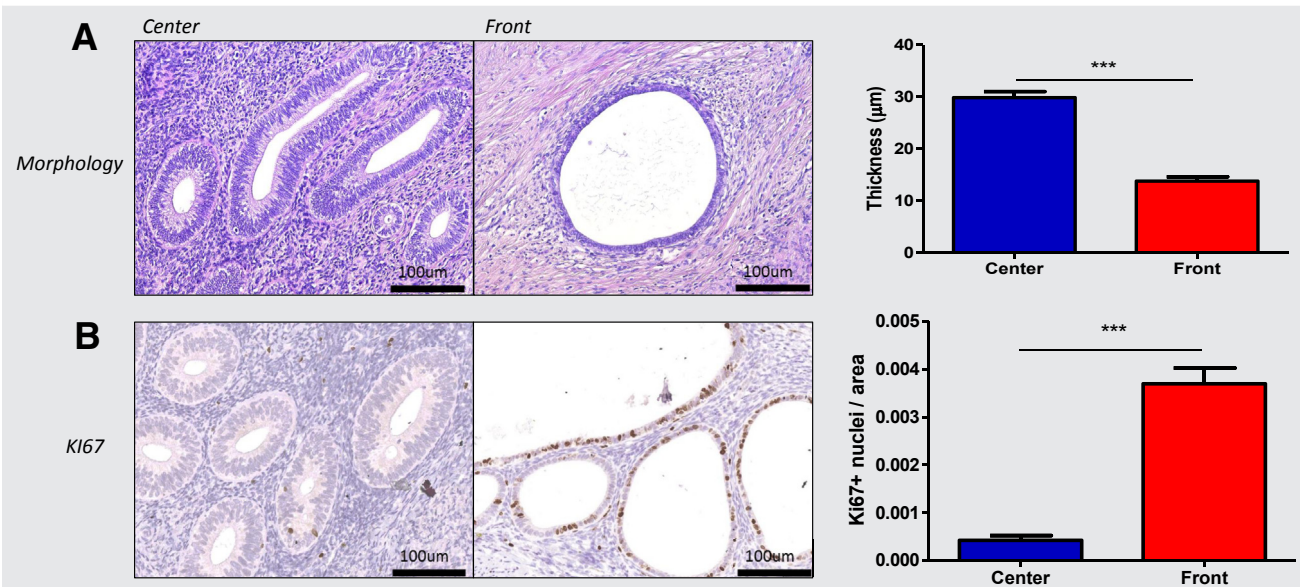 A
Center
Front
Morphology
100um
100um
Thickness (µm)
40
30
20
10
0
***
Center
Front
B
KI67
100um
100um
Ki67+ nuclei / area
0.005
0.004
0.003
0.002
0.001
0.000
***
Center
Front